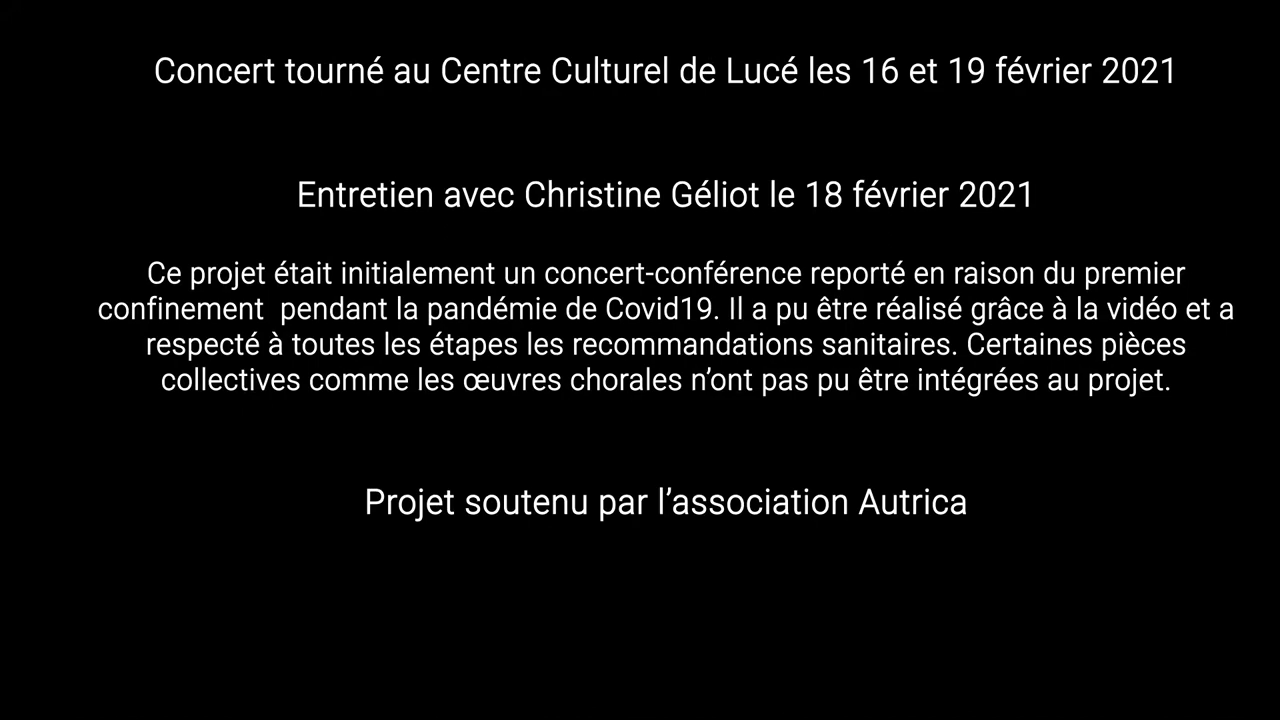 Concert tourné au Centre Culturel de Lucé les 16 et 19 février 2021
Entretien avec Christine Géliot le 18 février 2021
Ce projet était initialement un concert-conférence reporté en raison du premier
confinement  pendant la pandémie de Covid19. Il a pu être réalisé grâce à la vidéo et a
respecté à toutes les étapes les recommandations sanitaires. Certaines pièces
collectives comme les œuvres chorales n’ont pas pu être intégrées au projet.
Projet soutenu par l’association Autrica